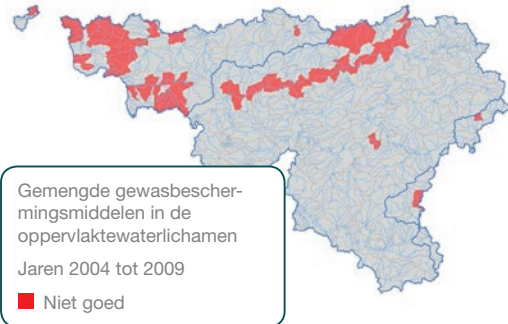 Gemengde gewasbescher-
mingsmiddelen in de
oppervlaktewaterlichamen
Jaren 2004 tot 2009
Niet goed